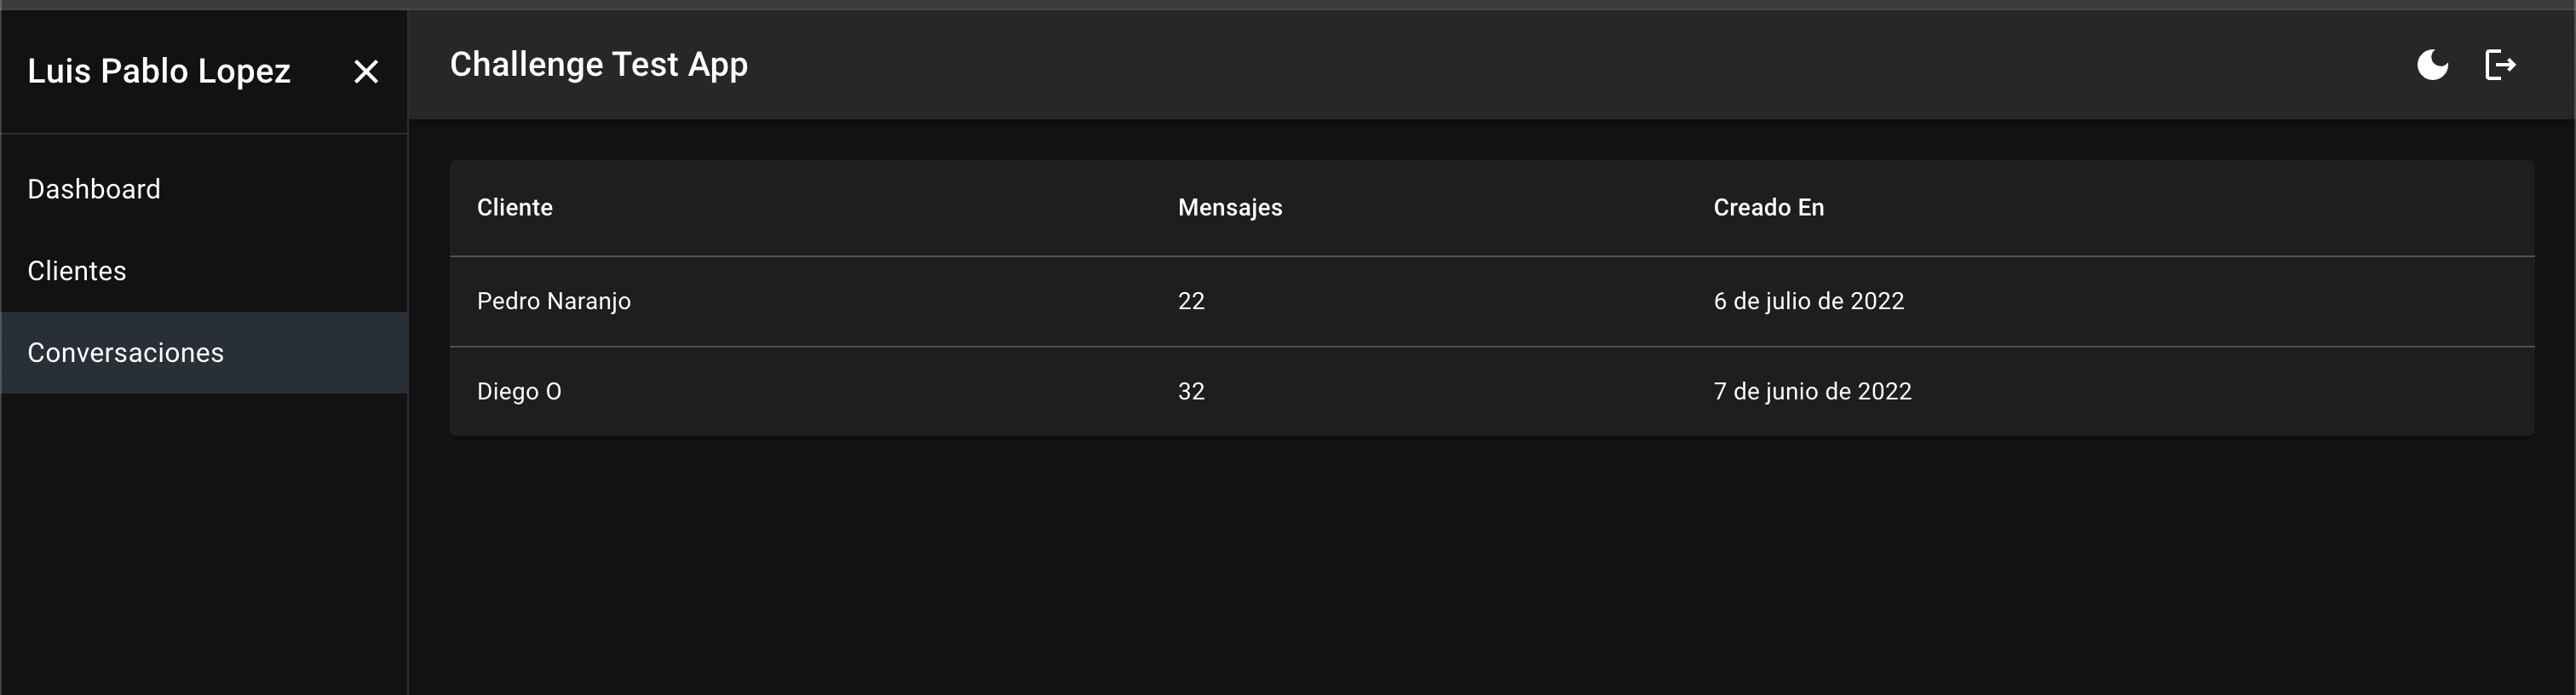 Luis Pablo Lopez
Challenge Test App
Dashboard
Clientes
Conversaciones
Cliente Mensajes Creado En
Pedro Naranjo 22 6 de julio de 2022
Diego O 32 7 de junio de 2022